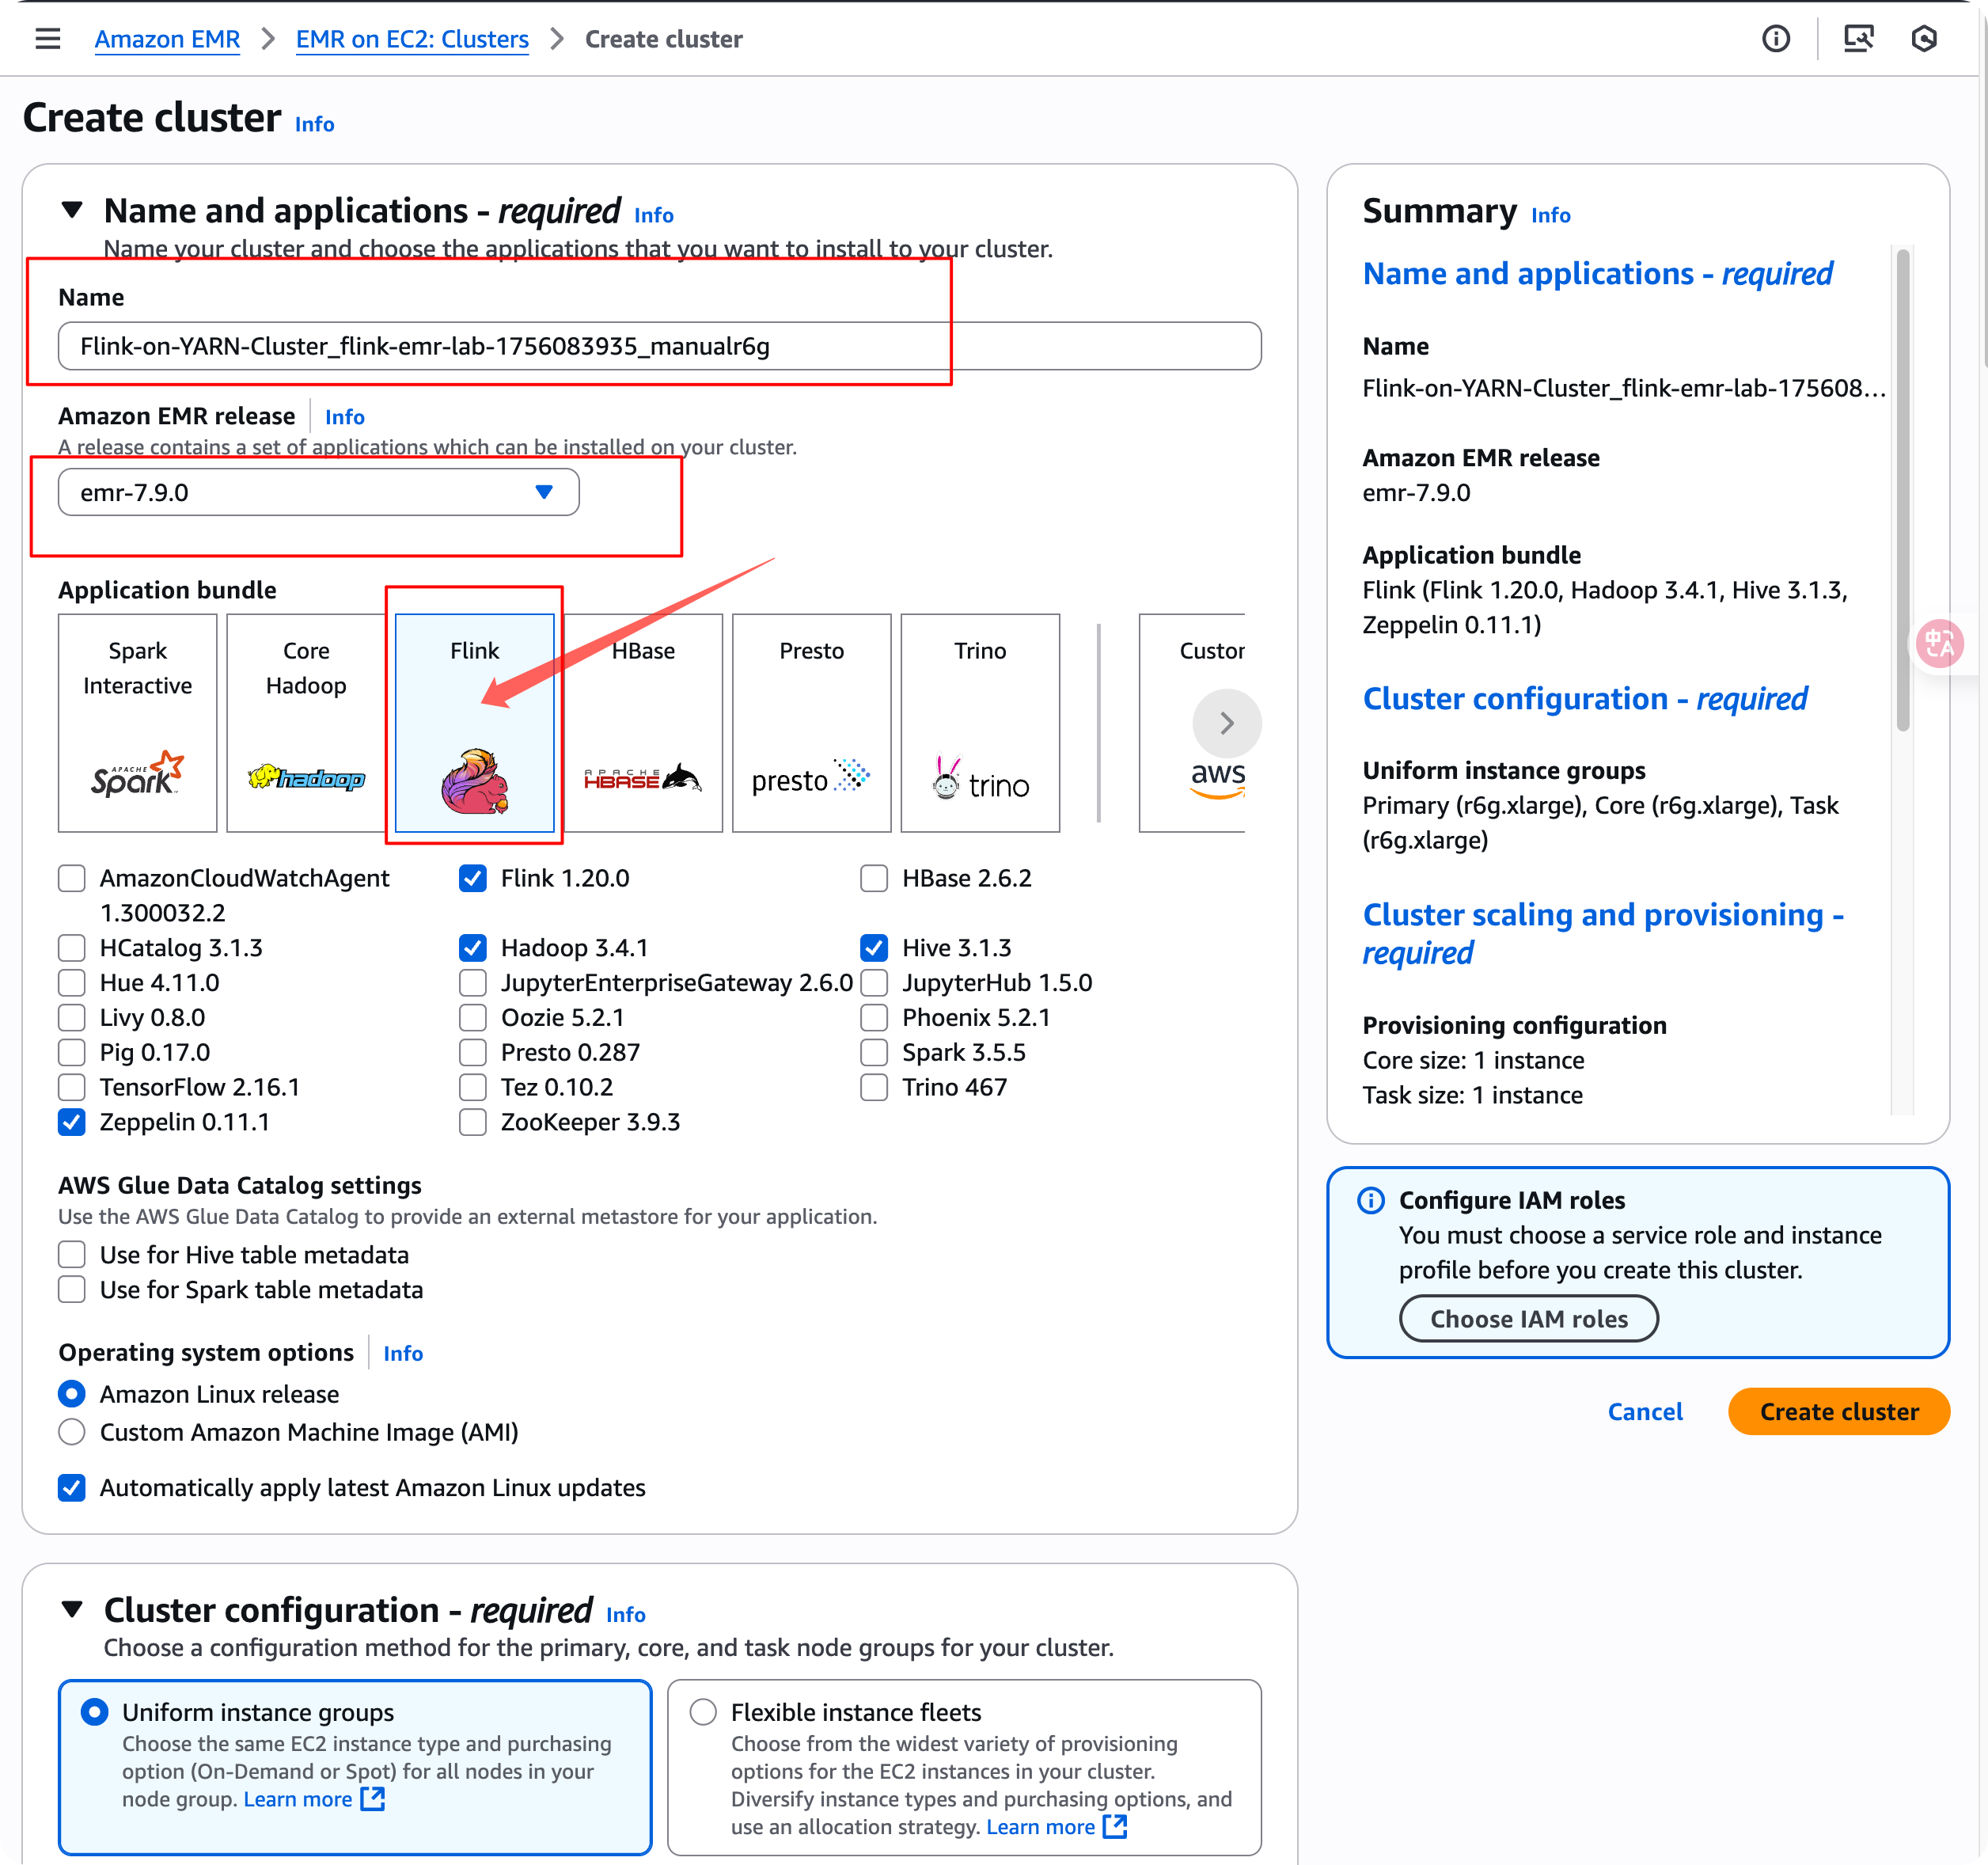 Amazon EMR > EMR on EC2: Clusters > Create cluster
Create cluster Info
Name and applications - required Info
Name your cluster and choose the applications that you want to install to your cluster.
Name
Flink-on-YARN-Cluster_flink-emr-lab-1756083935_manualr6g
Amazon EMR release Info
A release contains a set of applications which can be installed on your cluster.
emr-7.9.0
Application bundle
Spark
Interactive
APACHE
Spark
Core
Hadoop
hadoop
Flink
HBase
APACHE
HBASE
Presto
presto
Trino
trino
Custom
aws
AmazonCloudWatchAgent
1.300032.2
Flink 1.20.0
HBase 2.6.2
HCatalog 3.1.3
Hadoop 3.4.1
Hive 3.1.3
Hue 4.11.0
JupyterEnterpriseGateway 2.6.0
JupyterHub 1.5.0
Livy 0.8.0
Oozie 5.2.1
Phoenix 5.2.1
Pig 0.17.0
Presto 0.287
Spark 3.5.5
TensorFlow 2.16.1
Tez 0.10.2
Trino 467
Zeppelin 0.11.1
ZooKeeper 3.9.3
AWS Glue Data Catalog settings
Use the AWS Glue Data Catalog to provide an external metastore for your application.
Use for Hive table metadata
Use for Spark table metadata
Operating system options Info
Amazon Linux release
Custom Amazon Machine Image (AMI)
Automatically apply latest Amazon Linux updates
Cluster configuration - required Info
Choose a configuration method for the primary, core, and task node groups for your cluster.
Uniform instance groups
Choose the same EC2 instance type and purchasing
option (On-Demand or Spot) for all nodes in your
node group. Learn more
Flexible instance fleets
Choose from the widest variety of provisioning
options for the EC2 instances in your cluster.
Diversify instance types and purchasing options, and
use an allocation strategy. Learn more
Summary Info
Name and applications - required
Name
Flink-on-YARN-Cluster_flink-emr-lab-175608...
Amazon EMR release
emr-7.9.0
Application bundle
Flink (Flink 1.20.0, Hadoop 3.4.1, Hive 3.1.3,
Zeppelin 0.11.1)
中
A
Cluster configuration - required
Uniform instance groups
Primary (r6g.xlarge), Core (r6g.xlarge), Task
(r6g.xlarge)
Cluster scaling and provisioning -
required
Provisioning configuration
Core size: 1 instance
Task size: 1 instance
Configure IAM roles
You must choose a service role and instance
profile before you create this cluster.
Choose IAM roles
Cancel
Create cluster